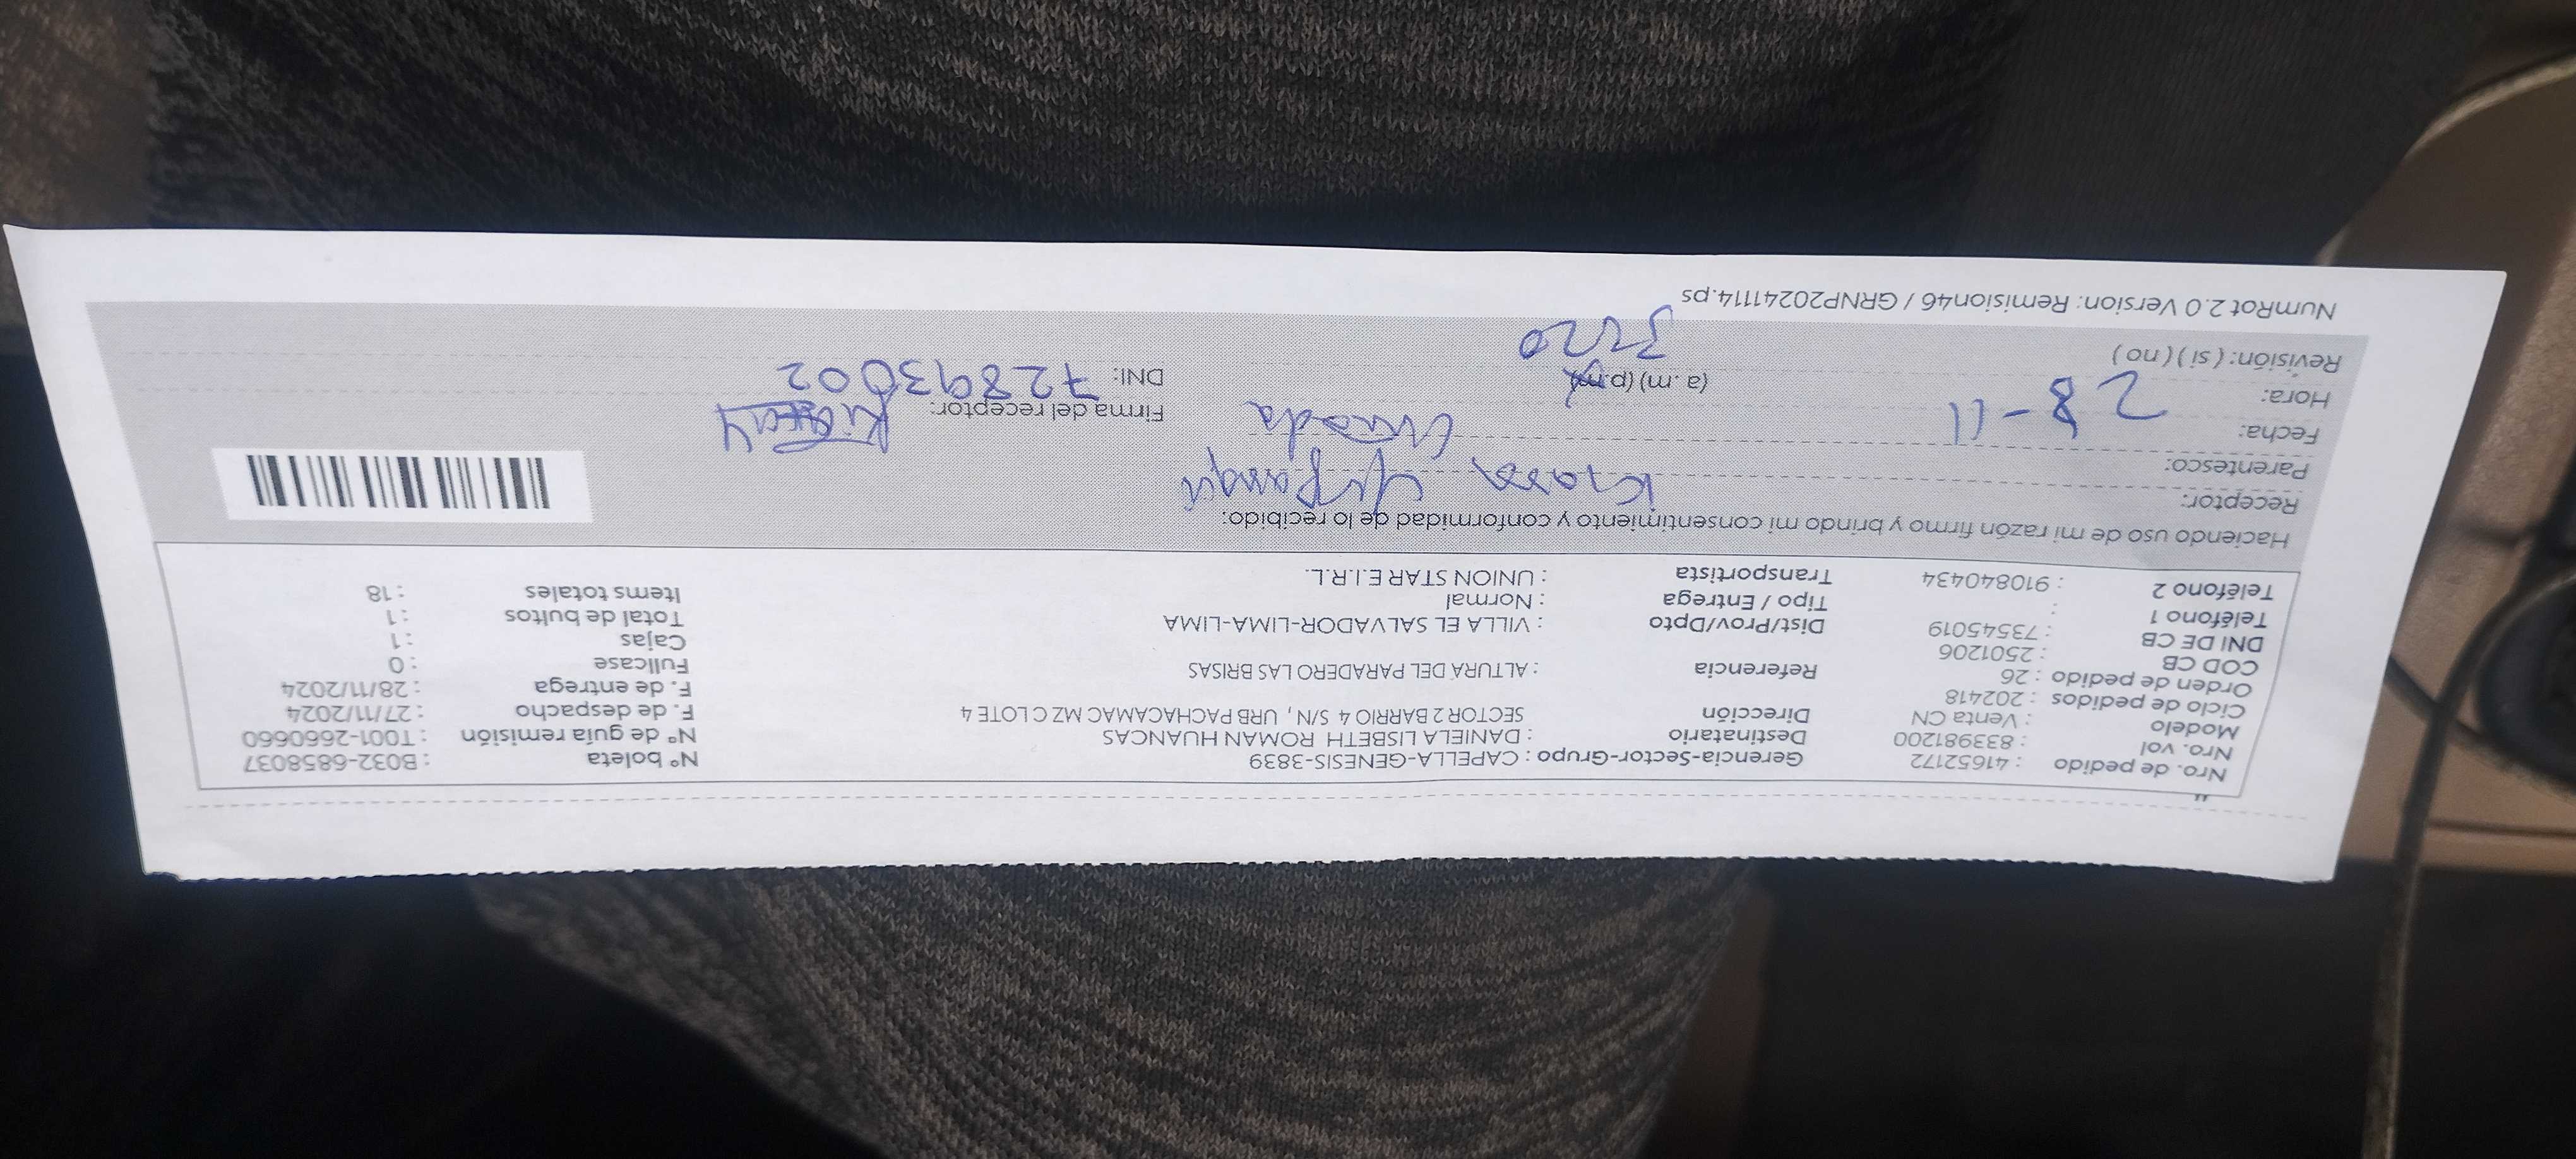 Nro. de pedido : 41652172 Gerencia-Sector-Grupo : CAPELLA-GENESIS-3839 N° boleta : B032-6858037
Nro. vol : 833981200 Destinatario : DANIELA LISBETH ROMAN HUANCAS N° de guía remisión : T001-2660660
Modelo : Venta CN Dirección SECTOR 2 BARRIO 4 S/N, URB PACHACAMAC MZ C LOTE 4 F. de despacho : 27/11/2024
Ciclo de pedidos : 202418 F. de entrega : 28/11/2024
Orden de pedido : 26 Referencia : ALTURA DEL PARADERO LAS BRISAS Fullcase : 0
COD CB : 2501206 Cajas : 1
DNI DE CB : 73545019 Dist/Prov/Dpto : VILLA EL SALVADOR-LIMA-LIMA Total de bultos : 1
Teléfono 1 : Tipo / Entrega : Normal Items totales : 18
Teléfono 2 : 910840434 Transportista : UNION STAR E.I.R.L.
Haciendo uso de mi razón firmo y brindo mi consentimiento y conformidad de lo recibido:
Receptor: Kiara Yupanqui
Parentesco: Cuñada
Fecha: 28-11 Firma del receptor:
Hora: (a.m) (p.m) DNI: 72893002
Revisión: ( si ) ( no )
NumRot 2.0 Version: Remision46 / GRNP20241114.ps